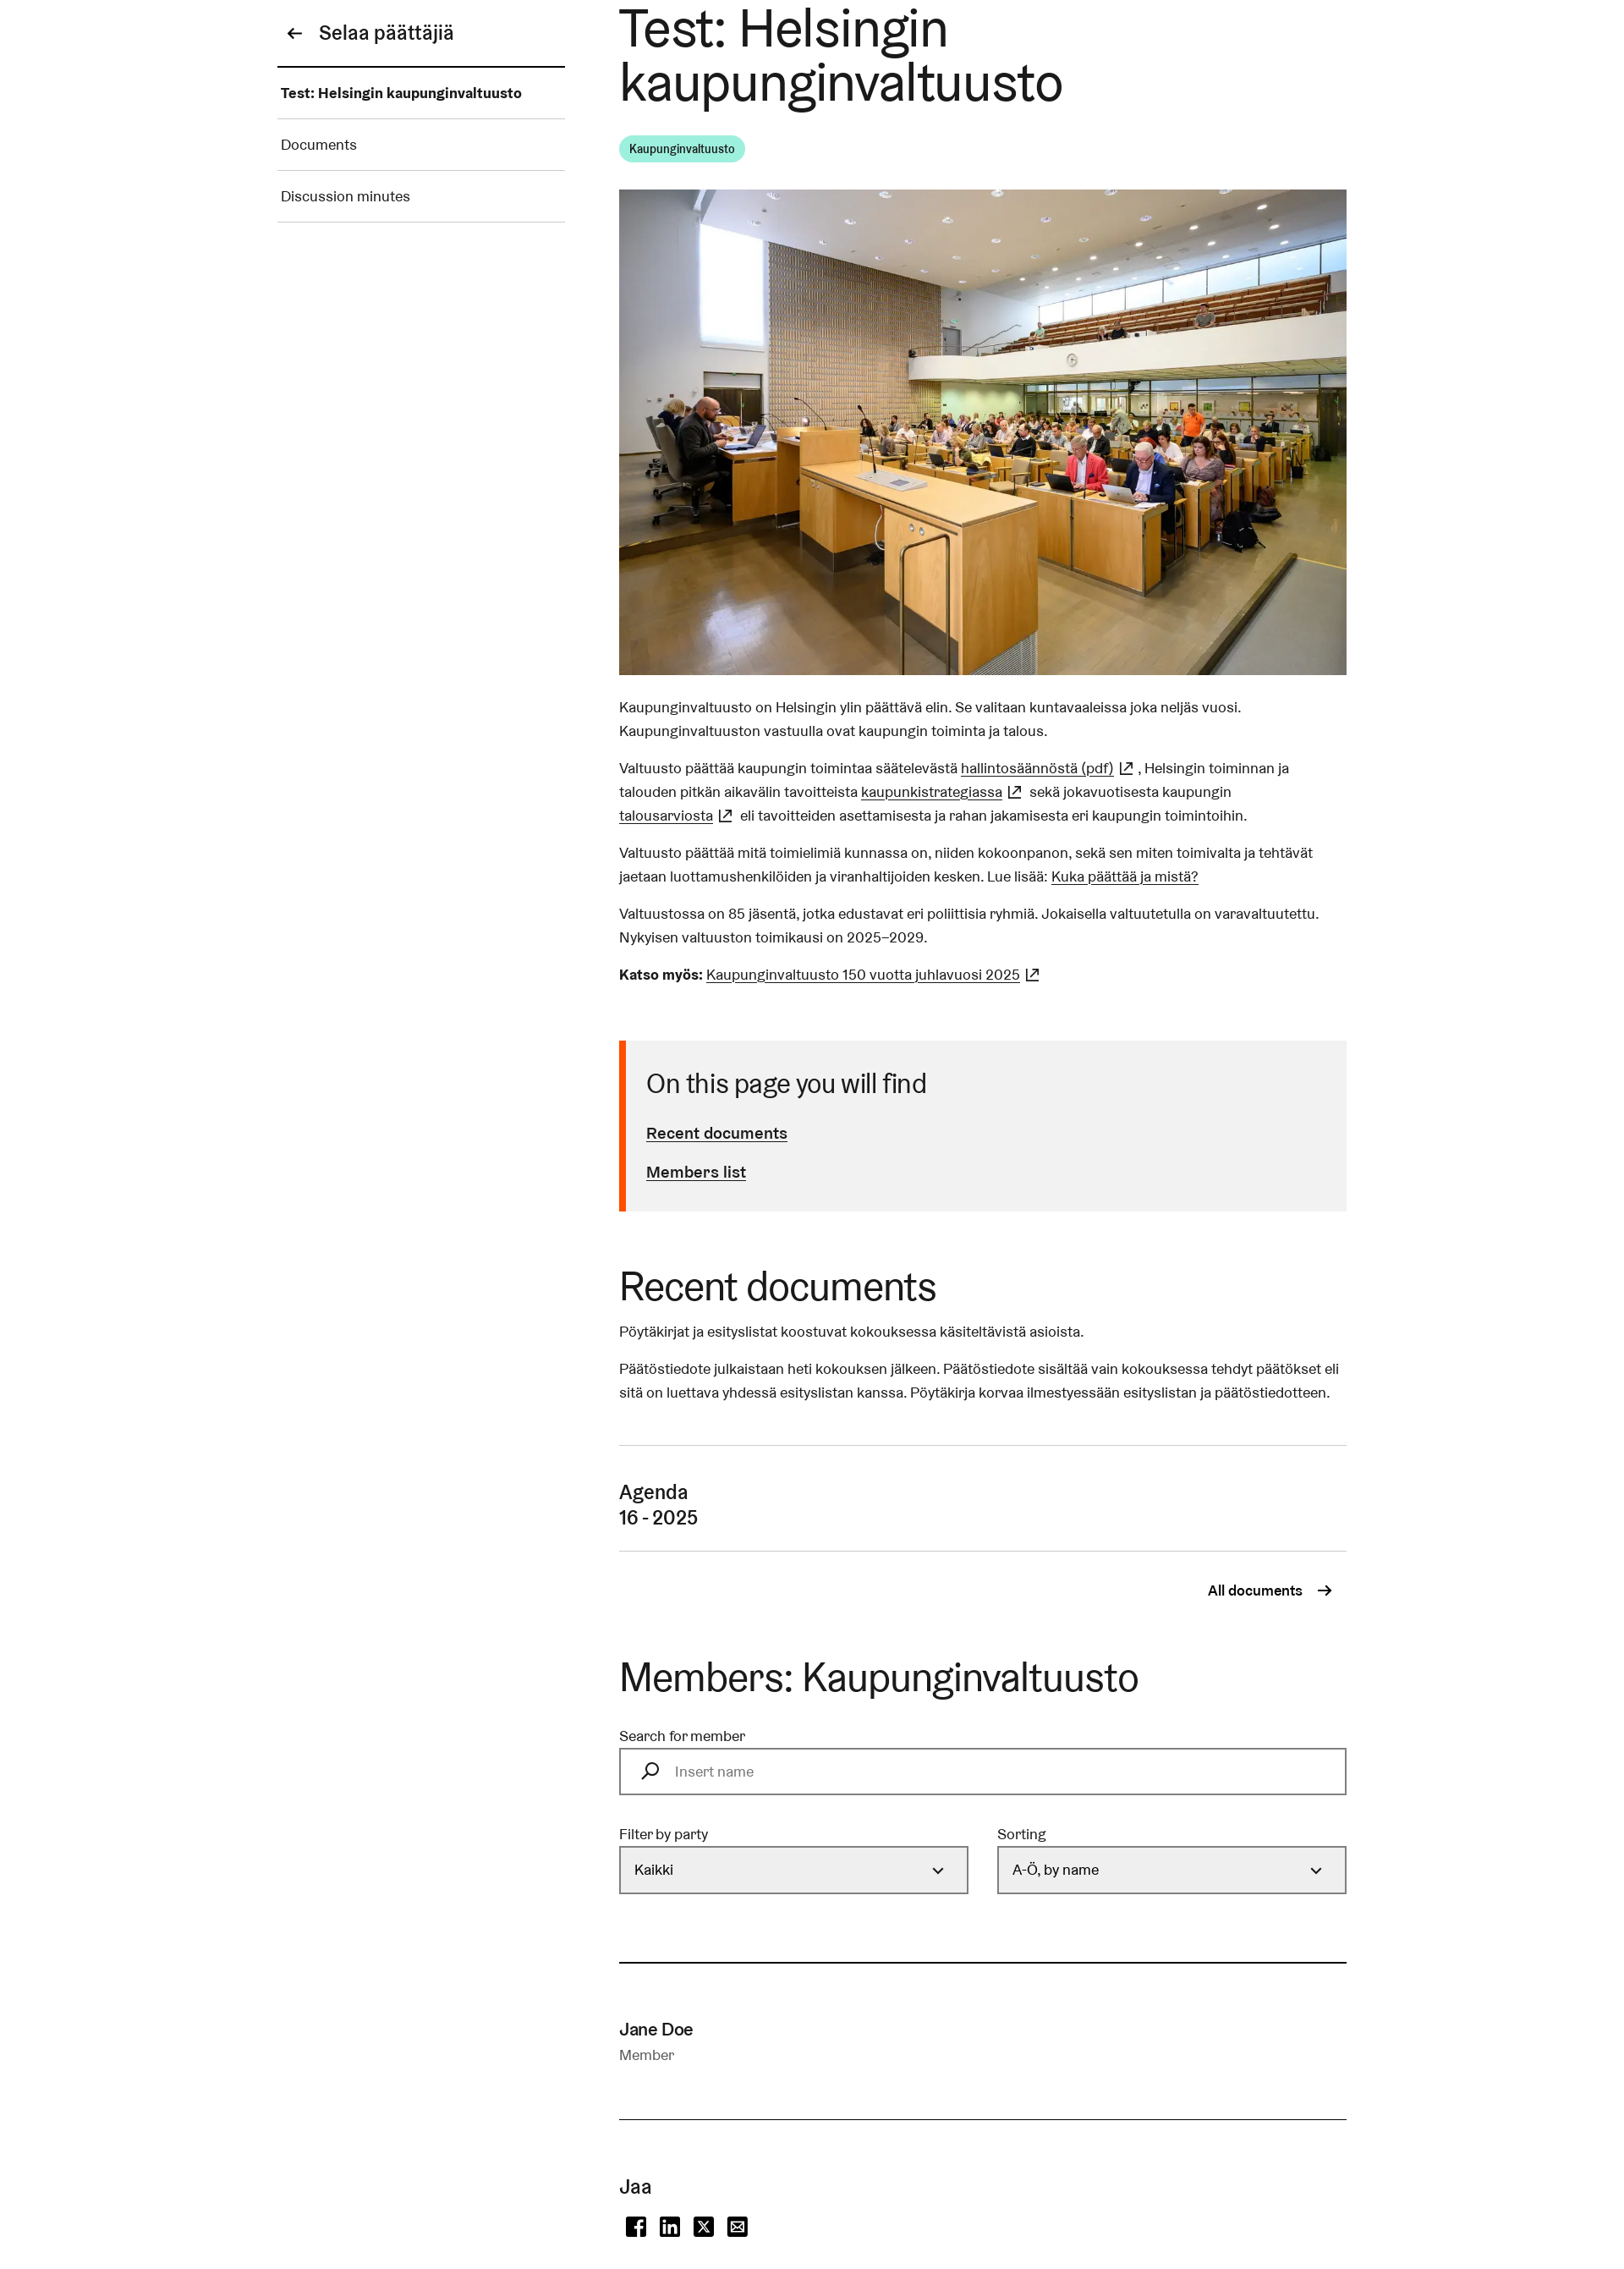 Selaa päättäjiä
Test: Helsingin kaupunginvaltuusto
Documents
Discussion minutes
Test: Helsingin
kaupunginvaltuusto
Kaupunginvaltuusto
Kaupunginvaltuusto on Helsingin ylin päättävä elin. Se valitaan kuntavaaleissa joka neljäs vuosi.
Kaupunginvaltuuston vastuulla ovat kaupungin toiminta ja talous.
Valtuusto päättää kaupungin toimintaa säätelevästä hallintosäännöstä (pdf) , Helsingin toiminnan ja
talouden pitkän aikavälin tavoitteista kaupunkistrategiassa sekä jokavuotisesta kaupungin
talousarviosta eli tavoitteiden asettamisesta ja rahan jakamisesta eri kaupungin toimintoihin.
Valtuusto päättää mitä toimielimiä kunnassa on, niiden kokoonpanon, sekä sen miten toimivalta ja tehtävät
jaetaan luottamushenkilöiden ja viranhaltijoiden kesken. Lue lisää: Kuka päättää ja mistä?
Valtuustossa on 85 jäsentä, jotka edustavat eri poliittisia ryhmiä. Jokaisella valtuutetulla on varavaltuutettu.
Nykyisen valtuuston toimikausi on 2025–2029.
Katso myös: Kaupunginvaltuusto 150 vuotta juhlavuosi 2025
On this page you will find
Recent documents
Members list
Recent documents
Pöytäkirjat ja esityslistat koostuvat kokouksessa käsiteltävistä asioista.
Päätöstiedote julkaistaan heti kokouksen jälkeen. Päätöstiedote sisältää vain kokouksessa tehdyt päätökset eli
sitä on luettava yhdessä esityslistan kanssa. Pöytäkirja korvaa ilmestyessään esityslistan ja päätöstiedotteen.
Agenda
16 - 2025
All documents
Members: Kaupunginvaltuusto
Search for member
Insert name
Filter by party
Sorting
Kaikki
A-Ö, by name
Jane Doe
Member
Jaa